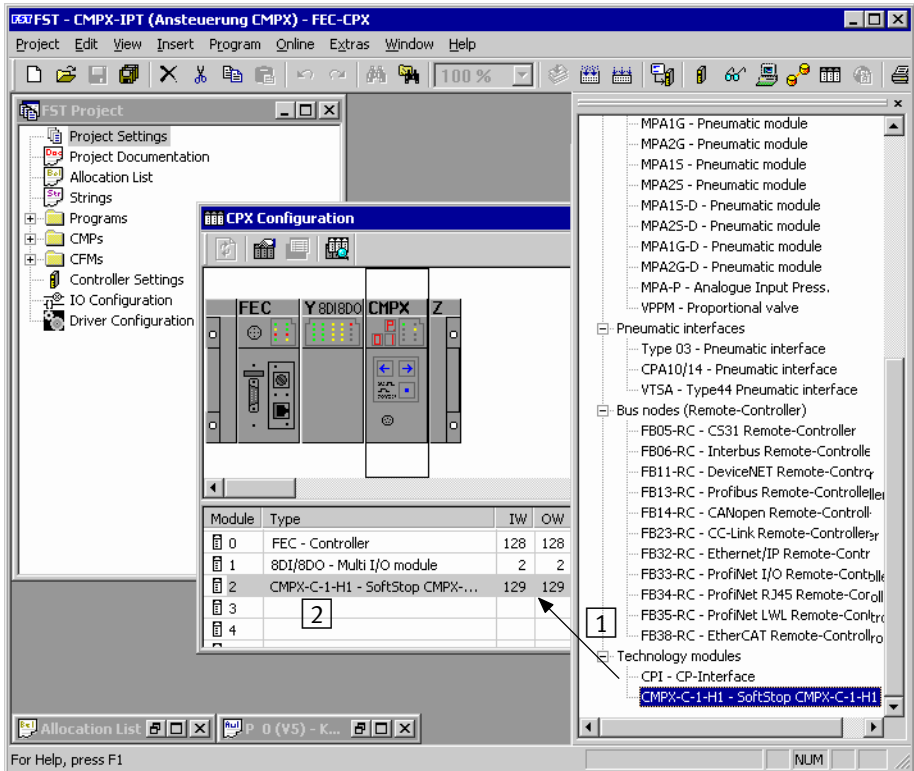 FST - CMPX-IPT (Ansteuerung CMPX) - FEC-CPX
Project Edit View Insert Program Online Extras Window Help
100 %
FST Project
Project Settings
Project Documentation
Allocation List
Strings
Programs
CMPs
CFMs
Controller Settings
IO Configuration
Driver Configuration
CPX Configuration
FEC Y 8DI8DO CMPX Z
Module Type IW OW
0 FEC - Controller 128 128
1 8DI/8DO - Multi I/O module 2 2
2 CMPX-C-1-H1 - SoftStop CMPX-... 129 129
3
4
2
1
MPA1G - Pneumatic module
MPA2G - Pneumatic module
MPA1S - Pneumatic module
MPA2S - Pneumatic module
MPA1S-D - Pneumatic module
MPA2S-D - Pneumatic module
MPA1G-D - Pneumatic module
MPA2G-D - Pneumatic module
MPA-P - Analogue Input Press.
VPPM - Proportional valve
Pneumatic interfaces
Type 03 - Pneumatic interface
CPA10/14 - Pneumatic interface
VTSA - Type44 Pneumatic interface
Bus nodes (Remote-Controller)
FB05-RC - CS31 Remote-Controller
FB06-RC - Interbus Remote-Controlle
FB11-RC - DeviceNET Remote-Contr
FB13-RC - Profibus Remote-Controller
FB14-RC - CANopen Remote-Controll
FB23-RC - CC-Link Remote-Controller
FB32-RC - Ethernet/IP Remote-Contr
FB33-RC - ProfiNet I/O Remote-Contolle
FB34-RC - ProfiNet RJ45 Remote-Coroll
FB35-RC - ProfiNet LWL Remote-Contro
FB38-RC - EtherCAT Remote-Controllro
Technology modules
CPI - CP-Interface
CMPX-C-1-H1 - SoftStop CMPX-C-1-H1
Allocation List
P 0 (V5) - K...
For Help, press F1
NUM